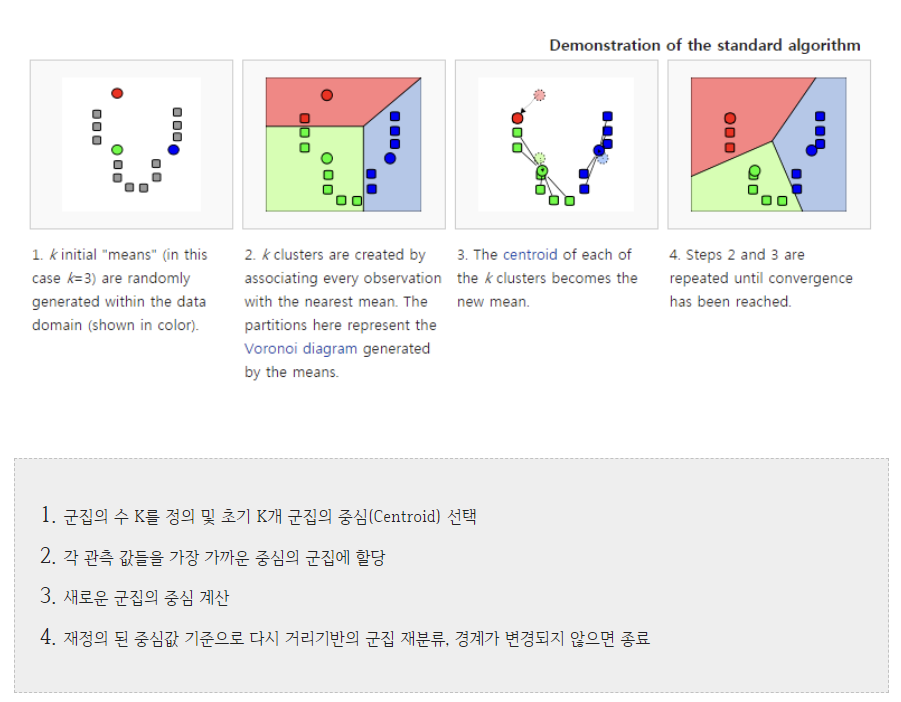 Demonstration of the standard algorithm
1. k initial "means" (in this
case k=3) are randomly
generated within the data
domain (shown in color).
2. k clusters are created by
associating every observation
with the nearest mean. The
partitions here represent the
Voronoi diagram generated
by the means.
3. The centroid of each of
the k clusters becomes the
new mean.
4. Steps 2 and 3 are
repeated until convergence
has been reached.
1. 군집의 수 K를 정의 및 초기 K개 군집의 중심(Centroid) 선택
2. 각 관측 값들을 가장 가까운 중심의 군집에 할당
3. 새로운 군집의 중심 계산
4. 재정의 된 중심값 기준으로 다시 거리기반의 군집 재분류, 경계가 변경되지 않으면 종료